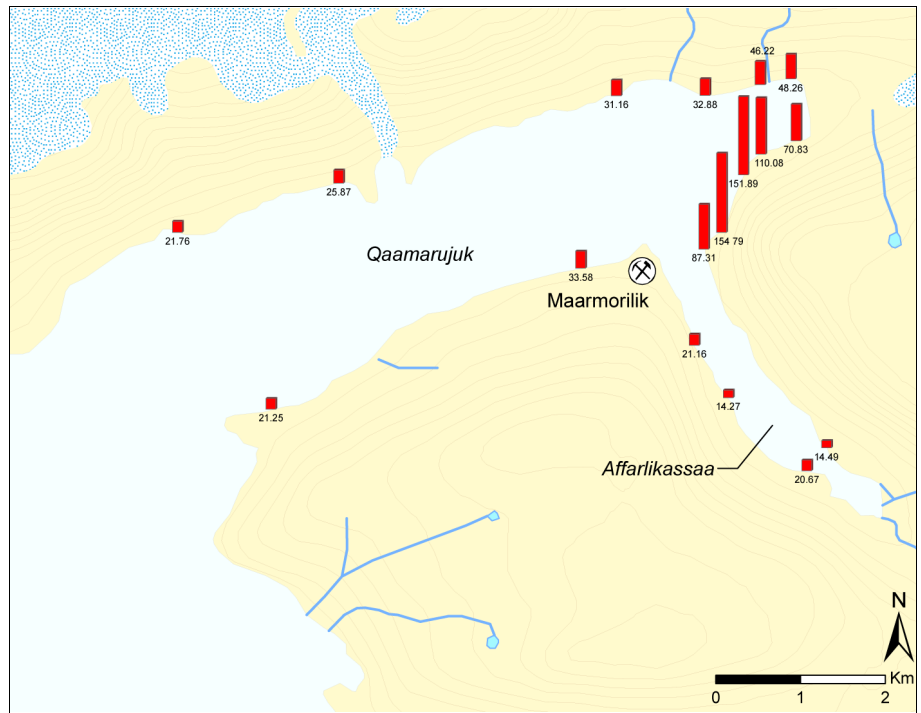 46.22
48.26
31.16
32.88
70.83
110.08
151.89
25.87
21.76
154 79
87.31
Qaamarujuk
33.58
Maarmorilik
21.16
14.27
21.25
14.49
Affarlikassaa
20.67
N
Km
0 1 2